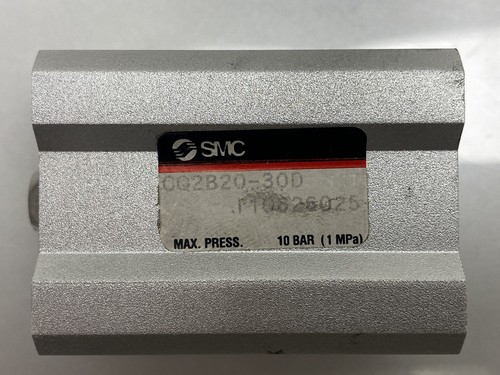 SMC
CQ2B20-30D
MAX. PRESS. 10 BAR (1 MPa)